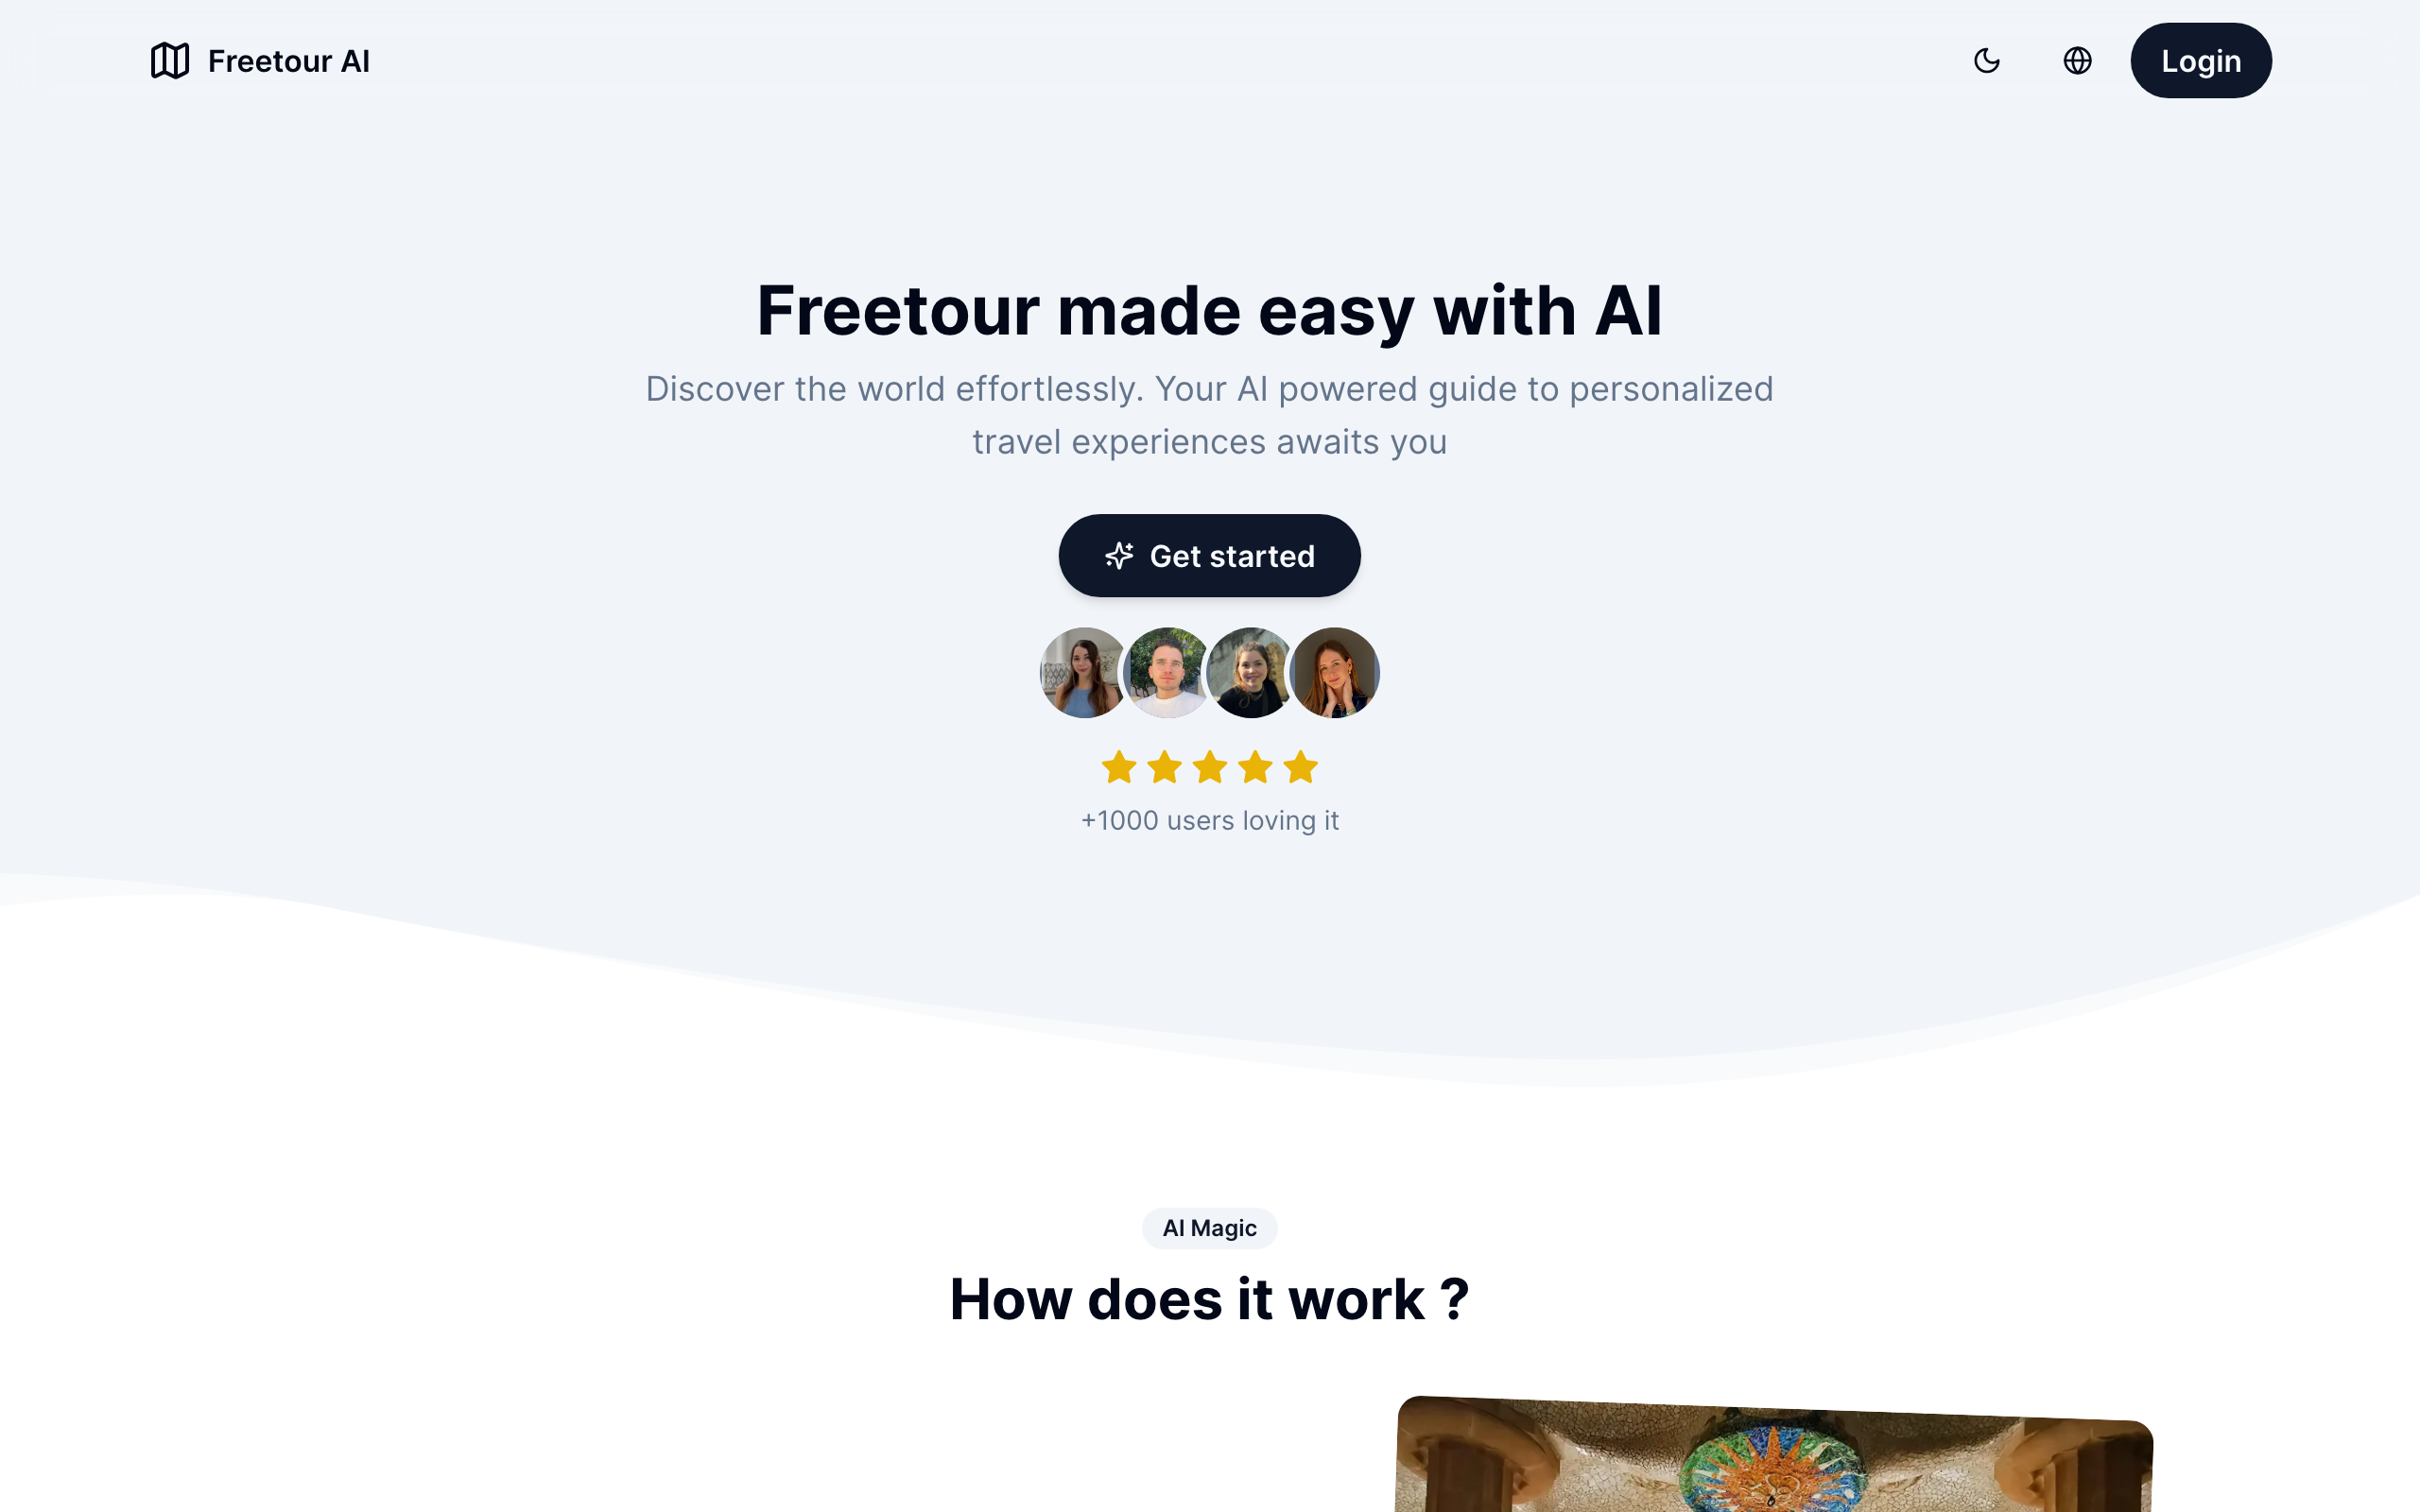 Freetour AI
Login
Freetour made easy with AI
Discover the world effortlessly. Your AI powered guide to personalized
travel experiences awaits you
Get started
+1000 users loving it
AI Magic
How does it work ?